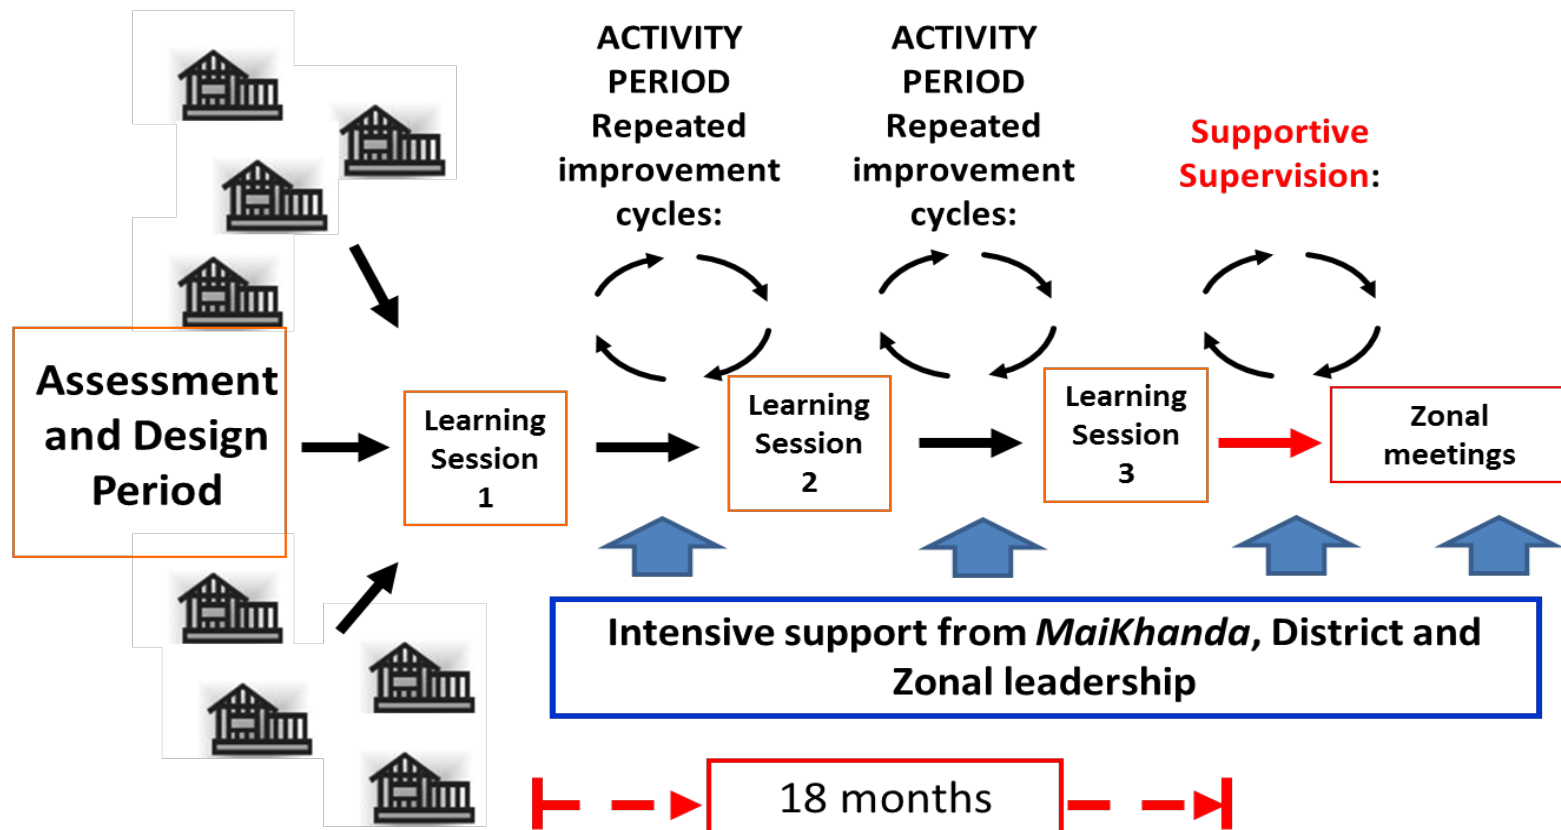 ACTIVITY
PERIOD
Repeated
improvement
cycles:
ACTIVITY
PERIOD
Repeated
improvement
cycles:
Supportive
Supervision:
Assessment
and Design
Period
Learning
Session
1
Learning
Session
2
Learning
Session
3
Zonal
meetings
Intensive support from MaiKhanda, District and
Zonal leadership
18 months